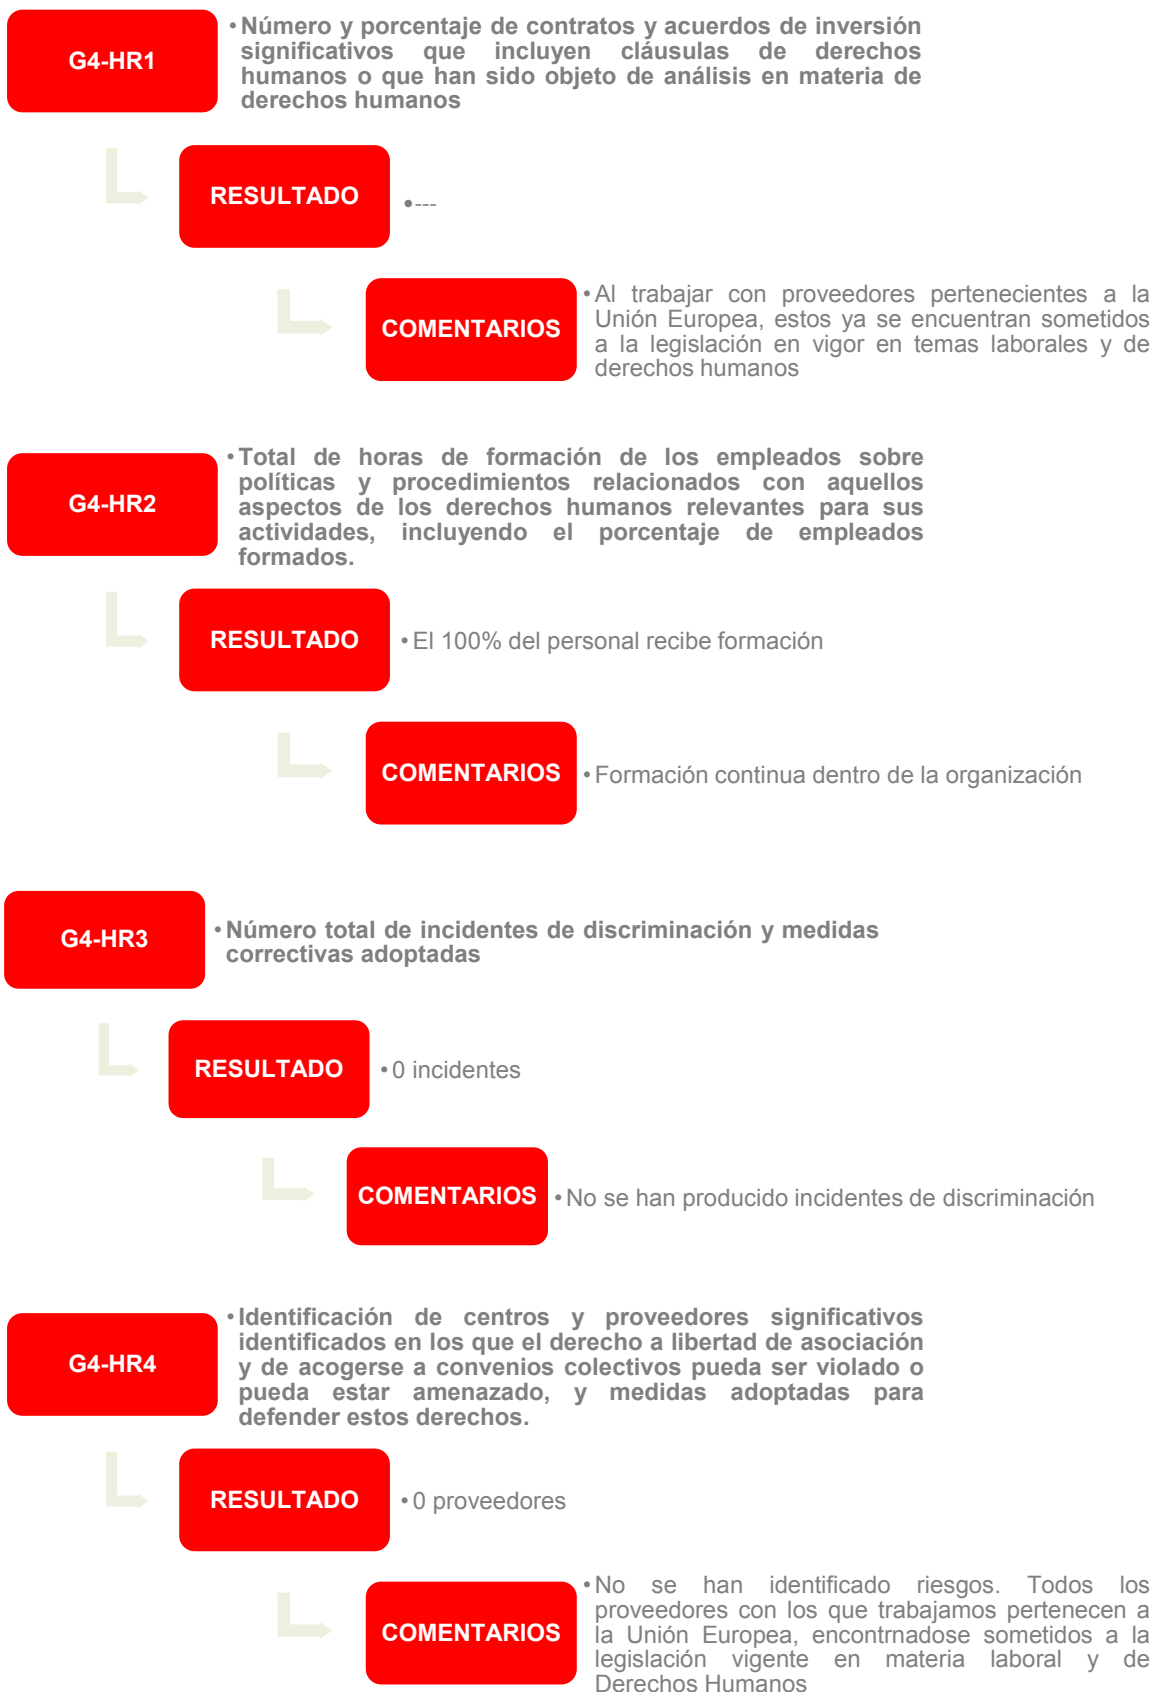 G4-HR1
•Número y porcentaje de contratos y acuerdos de inversión
significativos que incluyen cláusulas de derechos
humanos o que han sido objeto de análisis en materia de
derechos humanos
RESULTADO
•---
COMENTARIOS
•Al trabajar con proveedores pertenecientes a la
Unión Europea, estos ya se encuentran sometidos
a la legislación en vigor en temas laborales y de
derechos humanos
G4-HR2
•Total de horas de formación de los empleados sobre
políticas y procedimientos relacionados con aquellos
aspectos de los derechos humanos relevantes para sus
actividades, incluyendo el porcentaje de empleados
formados.
RESULTADO
•El 100% del personal recibe formación
COMENTARIOS
•Formación continua dentro de la organización
G4-HR3
•Número total de incidentes de discriminación y medidas
correctivas adoptadas
RESULTADO
•0 incidentes
COMENTARIOS
•No se han producido incidentes de discriminación
G4-HR4
•Identificación de centros y proveedores significativos
identificados en los que el derecho a libertad de asociación
y de acogerse a convenios colectivos pueda ser violado o
pueda estar amenazado, y medidas adoptadas para
defender estos derechos.
RESULTADO
•0 proveedores
COMENTARIOS
•No se han identificado riesgos. Todos los
proveedores con los que trabajamos pertenecen a
la Unión Europea, encontrnadose sometidos a la
legislación vigente en materia laboral y de
Derechos Humanos